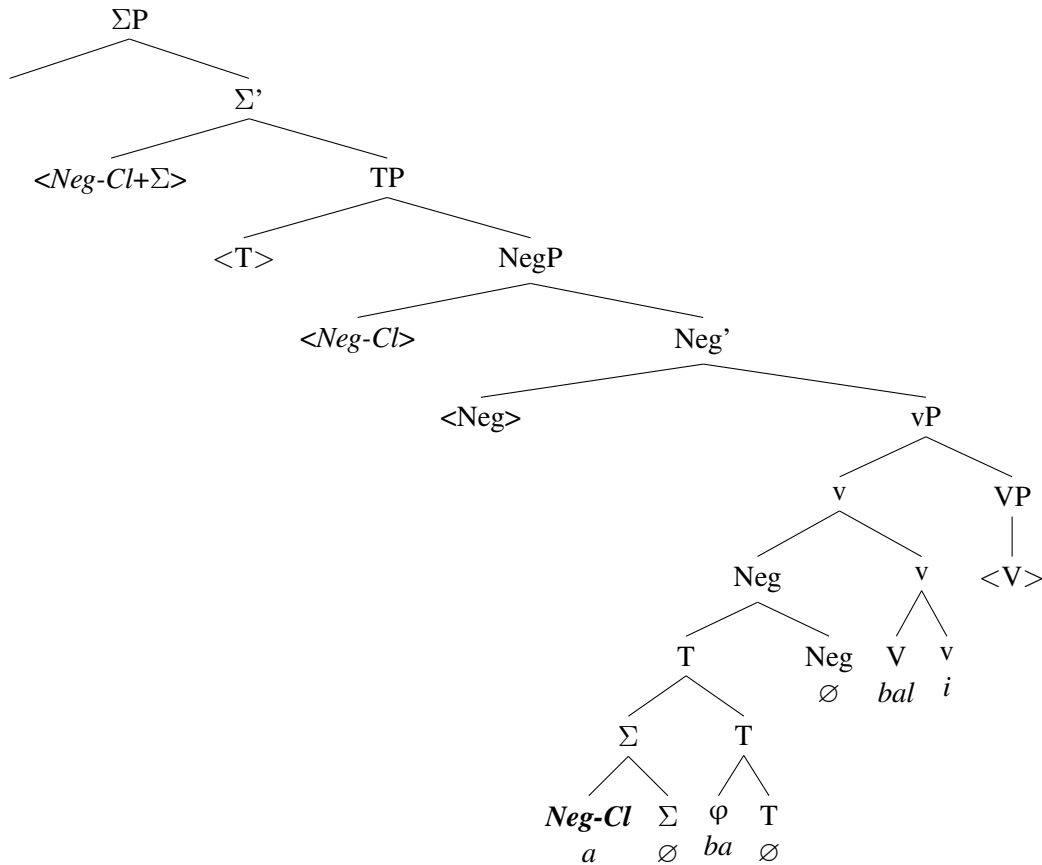 ΣP
Σ’
<Neg-Cl+Σ> TP
<T> NegP
<Neg-Cl> Neg’
<Neg> vP
v VP
Neg v <V>
T Neg V v
∅ bal i
Σ T
Neg-Cl Σ φ T
a ∅ ba ∅